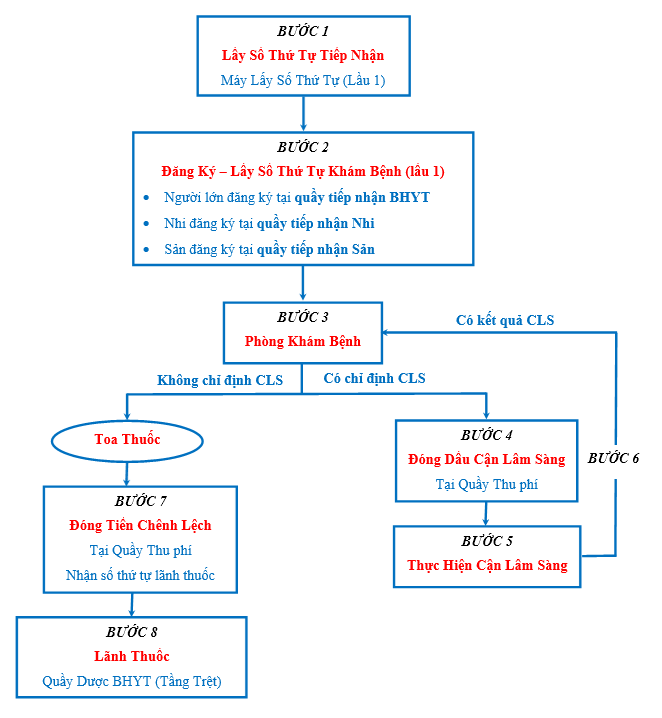 BƯỚC 1
Lấy Số Thứ Tự Tiếp Nhận
Máy Lấy Số Thứ Tự (Lầu 1)
BƯỚC 2
Đăng Ký – Lấy Số Thứ Tự Khám Bệnh (lầu 1)
• Người lớn đăng ký tại quầy tiếp nhận BHYT
• Nhi đăng ký tại quầy tiếp nhận Nhi
• Sản đăng ký tại quầy tiếp nhận Sản
BƯỚC 3
Phòng Khám Bệnh
Có kết quả CLS
Không chỉ định CLS
Có chỉ định CLS
Toa Thuốc
BƯỚC 4
Đóng Dấu Cận Lâm Sàng
Tại Quầy Thu phí
BƯỚC 6
BƯỚC 7
Đóng Tiền Chênh Lệch
Tại Quầy Thu phí
Nhận số thứ tự lãnh thuốc
BƯỚC 5
Thực Hiện Cận Lâm Sàng
BƯỚC 8
Lãnh Thuốc
Quầy Dược BHYT (Tầng Trệt)